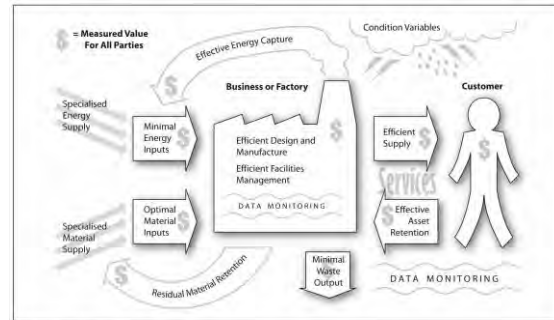 $ = Measured Value
For All Parties
Effective Energy Capture
Condition Variables
Business or Factory
Customer
Specialised
Energy
Supply
Minimal
Energy
Inputs
$
Efficient Design and
Manufacture
Efficient Facilities
Management
DATA MONITORING
$
Efficient
Supply
$
$
Services
Specialised
Material
Supply
Optimal
Material
Inputs
$
Effective
Asset
Retention
$
Residual Material Retention
$
Minimal
Waste
Output
$
DATA MONITORING
$